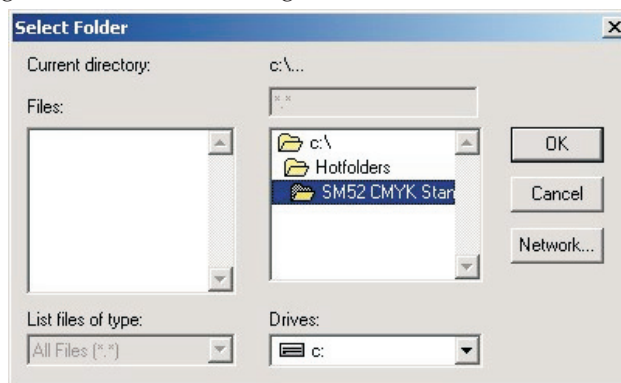 Select Folder
Current directory:
c:\...
Files:
*.*
c:\
Hotfolders
SM52 CMYK Stan
OK
Cancel
Network...
List files of type:
All Files (*.*)
Drives:
c: